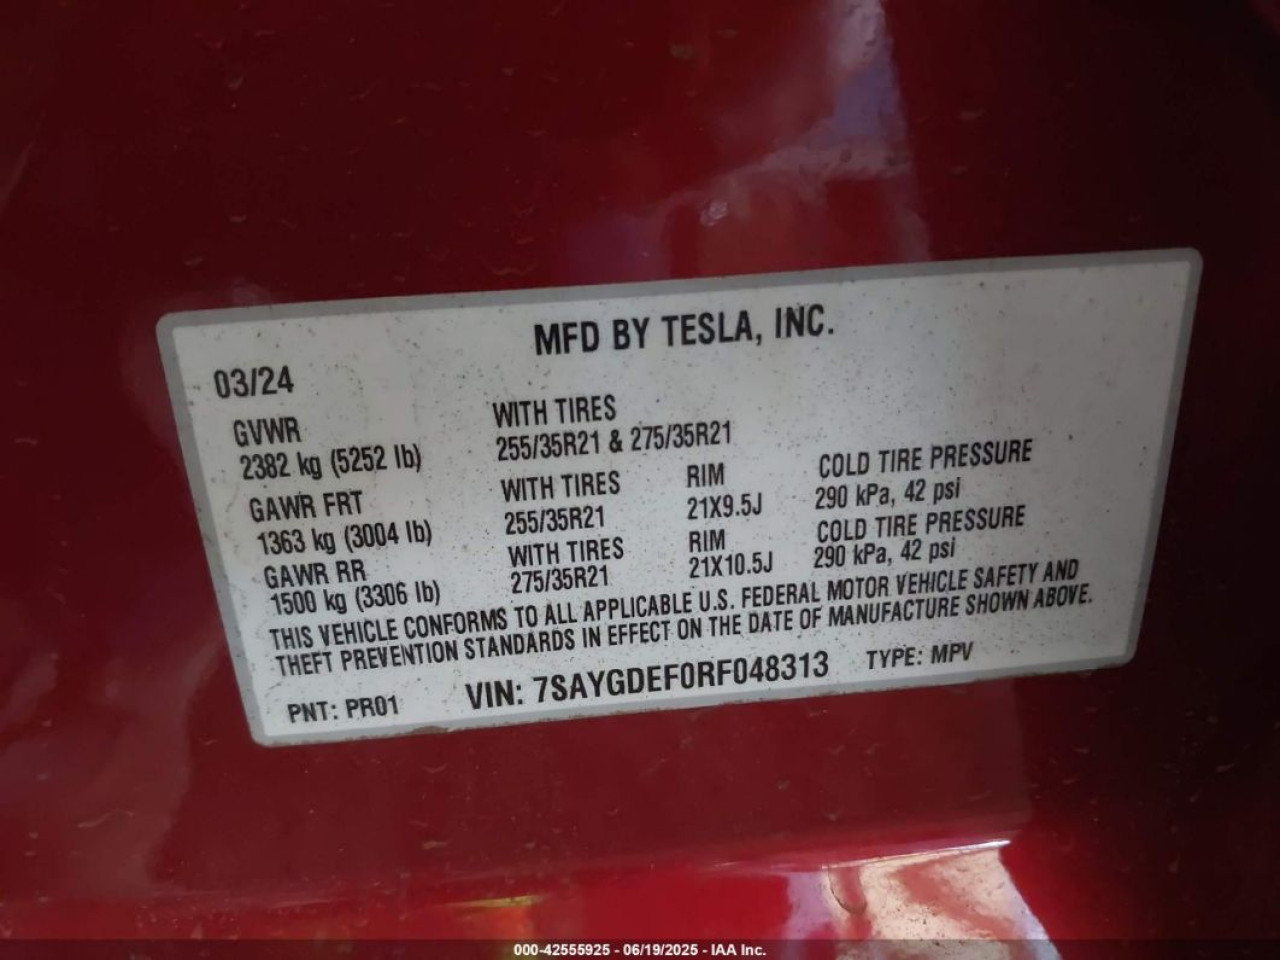 MFD BY TESLA, INC.
03/24
GVWR WITH TIRES
2382 kg (5252 lb) 255/35R21 & 275/35R21
GAWR FRT WITH TIRES RIM COLD TIRE PRESSURE
1363 kg (3004 lb) 255/35R21 21X9.5J 290 kPa, 42 psi
GAWR RR WITH TIRES RIM COLD TIRE PRESSURE
1500 kg (3306 lb) 275/35R21 21X10.5J 290 kPa, 42 psi
THIS VEHICLE CONFORMS TO ALL APPLICABLE U.S. FEDERAL MOTOR VEHICLE SAFETY AND
THEFT PREVENTION STANDARDS IN EFFECT ON THE DATE OF MANUFACTURE SHOWN ABOVE.
PNT: PR01 VIN: 7SAYGDEF0RF048313 TYPE: MPV
000-42555925 - 06/19/2025 - IAA Inc.